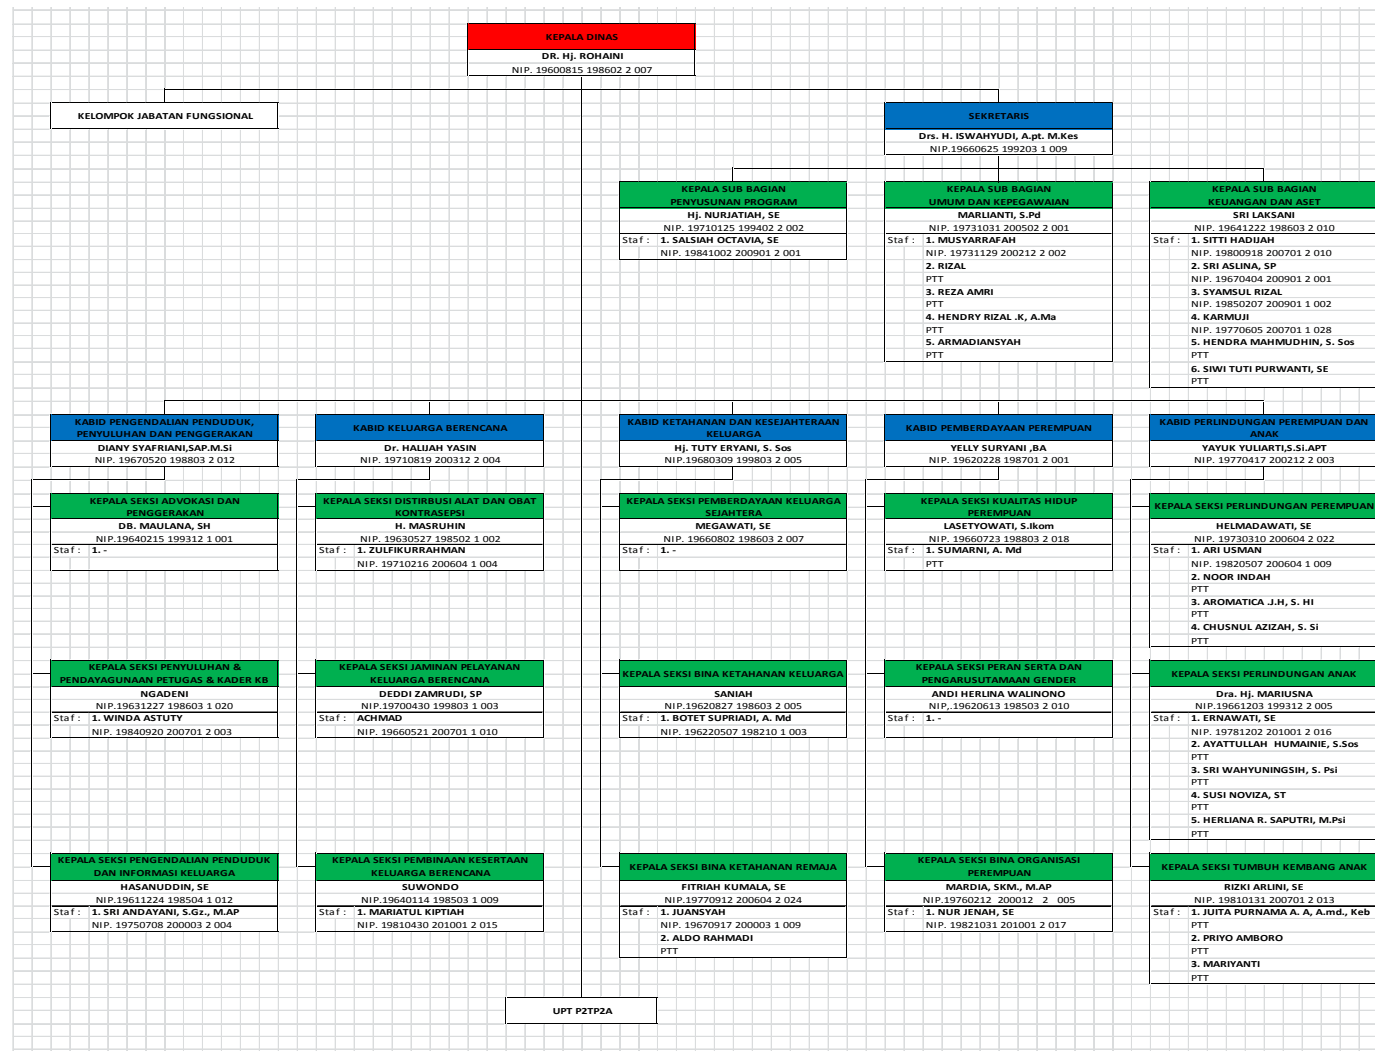 KEPALA DINAS
DR. Hj. ROHAINI
NIP. 19600815 198602 2 007
KELOMPOK JABATAN FUNGSIONAL
SEKRETARIS
Drs. H. ISWAHYUDI, A.pt. M.Kes
NIP.19660625 199203 1 009
KEPALA SUB BAGIAN
PENYUSUNAN PROGRAM
Hj. NURJATIAH, SE
NIP. 19710125 199402 2 002
Staf : 1. SALSIAH OCTAVIA, SE
NIP. 19841002 200901 2 001
KEPALA SUB BAGIAN
UMUM DAN KEPEGAWAIAN
MARLIANTI, S.Pd
NIP. 19731031 200502 2 001
Staf : 1. MUSYARRAFAH
NIP. 19731129 200212 2 002
2. RIZAL
PTT
3. REZA AMRI
PTT
4. HENDRY RIZAL .K, A.Ma
PTT
5. ARMADIANSYAH
PTT
KEPALA SUB BAGIAN
KEUANGAN DAN ASET
SRI LAKSANI
NIP. 19641222 198603 2 010
Staf : 1. SITTI HADIJAH
NIP. 19800918 200701 2 010
2. SRI ASLINA, SP
NIP. 19670404 200901 2 001
3. SYAMSUL RIZAL
NIP. 19850207 200901 1 002
4. KARMUJI
NIP. 19770605 200701 1 028
5. HENDRA MAHMUDHIN, S. Sos
PTT
6. SIWI TUTI PURWANTI, SE
PTT
KABID PENGENDALIAN PENDUDUK,
PENYULUHAN DAN PENGGERAKAN
DIANY SYAFRIANI,SAP.M.Si
NIP. 19670520 198803 2 012
KEPALA SEKSI ADVOKASI DAN
PENGGERAKAN
DB. MAULANA, SH
NIP.19640215 199312 1 001
Staf : 1. -
KEPALA SEKSI PENYULUHAN &
PENDAYAGUNAAN PETUGAS & KADER KB
NGADENI
NIP.19631227 198603 1 020
Staf : 1. WINDA ASTUTY
NIP. 19840920 200701 2 003
KEPALA SEKSI PENGENDALIAN PENDUDUK
DAN INFORMASI KELUARGA
HASANUDDIN, SE
NIP.19611224 198504 1 012
Staf : 1. SRI ANDAYANI, S.Gz., M.AP
NIP. 19750708 200003 2 004
KABID KELUARGA BERENCANA
Dr. HALIJAH YASIN
NIP. 19710819 200312 2 004
KEPALA SEKSI DISTIRBUSI ALAT DAN OBAT
KONTRASEPSI
H. MASRUHIN
NIP. 19630527 198502 1 002
Staf : 1. ZULFIKURRAHMAN
NIP. 19710216 200604 1 004
KEPALA SEKSI JAMINAN PELAYANAN
KELUARGA BERENCANA
DEDDI ZAMRUDI, SP
NIP.19700430 199803 1 003
Staf : ACHMAD
NIP. 19660521 200701 1 010
KEPALA SEKSI PEMBINAAN KESERTAAN
KELUARGA BERENCANA
SUWONDO
NIP.19640114 198503 1 009
Staf : 1. MARIATUL KIPTIAH
NIP. 19810430 201001 2 015
KABID KETAHANAN DAN KESEJAHTERAAN
KELUARGA
Hj. TUTY ERYANI, S. Sos
NIP.19680309 199803 2 005
KEPALA SEKSI PEMBERDAYAAN KELUARGA
SEJAHTERA
MEGAWATI, SE
NIP. 19660802 198603 2 007
Staf : 1. -
KEPALA SEKSI BINA KETAHANAN KELUARGA
SANIAH
NIP.19620827 198603 2 005
Staf : 1. BOTET SUPRIADI, A. Md
NIP. 196220507 198210 1 003
KEPALA SEKSI BINA KETAHANAN REMAJA
FITRIAH KUMALA, SE
NIP.19770912 200604 2 024
Staf : 1. JUANSYAH
NIP. 19670917 200003 1 009
2. ALDO RAHMADI
PTT
KABID PEMBERDAYAAN PEREMPUAN
YELLY SURYANI ,BA
NIP. 19620228 198701 2 001
KEPALA SEKSI KUALITAS HIDUP
PEREMPUAN
LASETYOWATI, S.Ikom
NIP. 19660723 198803 2 018
Staf : 1. SUMARNI, A. Md
PTT
KEPALA SEKSI PERAN SERTA DAN
PENGARUSUTAMAAN GENDER
ANDI HERLINA WALINONO
NIP,.19620613 198503 2 010
Staf : 1. -
KEPALA SEKSI BINA ORGANISASI
PEREMPUAN
MARDIA, SKM., M.AP
NIP.19760212 200012 2 005
Staf : 1. NUR JENAH, SE
NIP. 19821031 201001 2 017
KABID PERLINDUNGAN PEREMPUAN DAN
ANAK
YAYUK YULIARTI,S.Si.APT
NIP. 19770417 200212 2 003
KEPALA SEKSI PERLINDUNGAN PEREMPUAN
HELMADAWATI, SE
NIP. 19730310 200604 2 022
Staf : 1. ARI USMAN
NIP. 19820507 200604 1 009
2. NOOR INDAH
PTT
3. AROMATICA .J.H, S. HI
PTT
4. CHUSNUL AZIZAH, S. Si
PTT
KEPALA SEKSI PERLINDUNGAN ANAK
Dra. Hj. MARIUSNA
NIP.19661203 199312 2 005
Staf : 1. ERNAWATI, SE
NIP. 19781202 201001 2 016
2. AYATTULLAH HUMAINIE, S.Sos
PTT
3. SRI WAHYUNINGSIH, S. Psi
PTT
4. SUSI NOVIZA, ST
PTT
5. HERLIANA R. SAPUTRI, M.Psi
PTT
KEPALA SEKSI TUMBUH KEMBANG ANAK
RIZKI ARLINI, SE
NIP. 19810131 200701 2 013
Staf : 1. JUITA PURNAMA A. A, A.md., Keb
PTT
2. PRIYO AMBORO
PTT
3. MARIYANTI
PTT
UPT P2TP2A